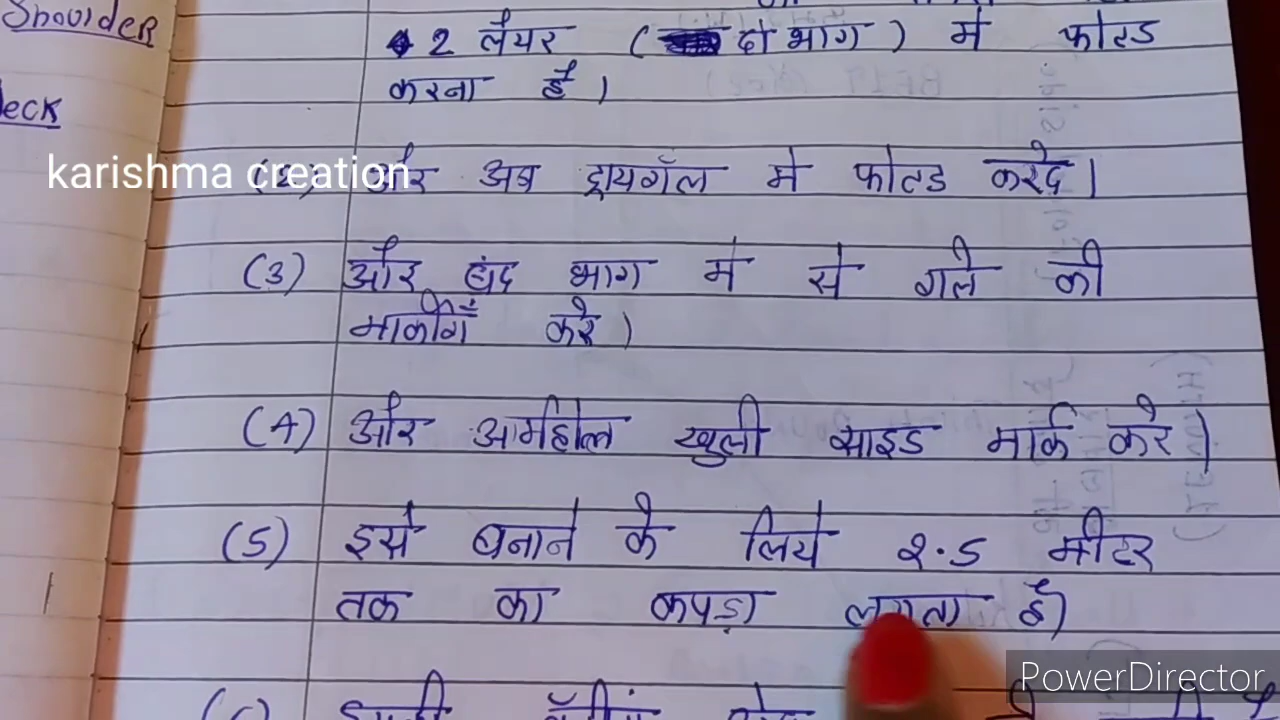 Shoulder
2 लेयर ( दो भाग ) में फोल्ड
करना है।
eck
karishma creation
(2) और अब ड्रायगॅल मे फोल्ड करदे।
(3) और बंद भाग में से गले की
मार्कीगं करे।
(4) और आर्महोल खुली साइड मार्क करे।
(5) इसे बनाने के लिये २.5 मीटर
तक का कपड़ा लगता है)
PowerDirector